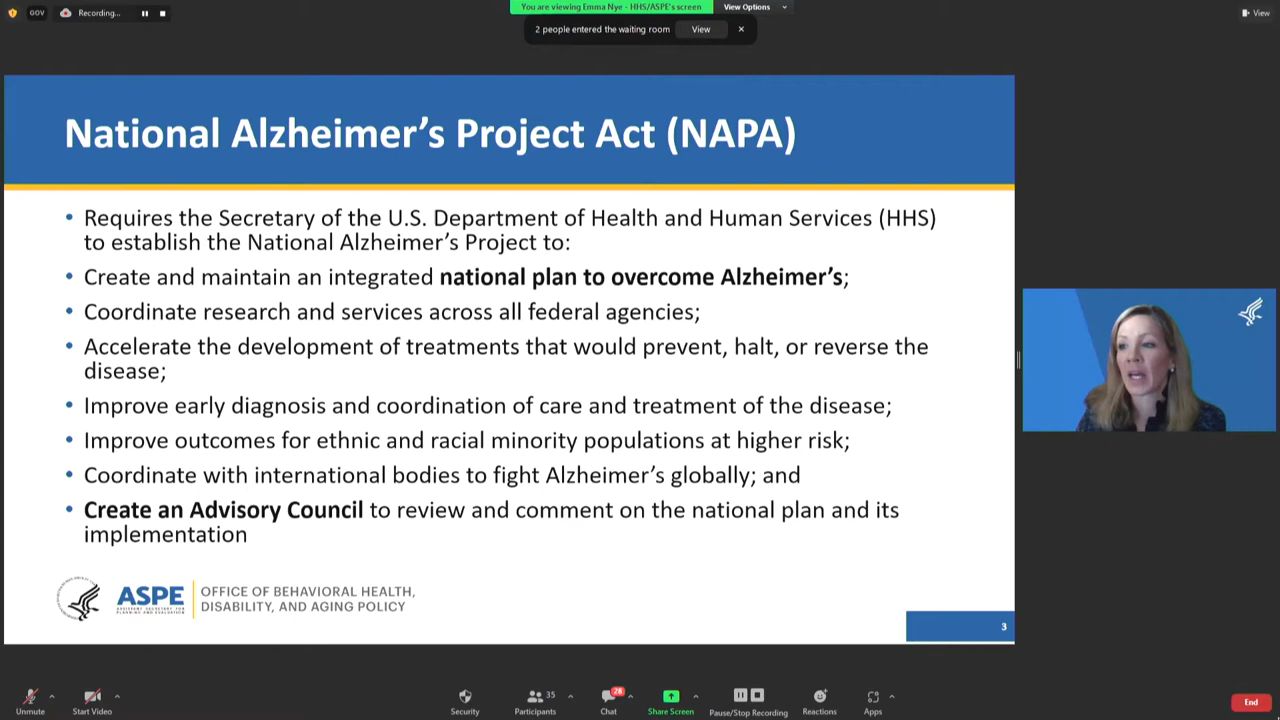 GOV
Recording...
You are viewing Emma Nye - HHS/ASPE's screen
View Options
View
2 people entered the waiting room
View
National Alzheimer's Project Act (NAPA)
• Requires the Secretary of the U.S. Department of Health and Human Services (HHS)
to establish the National Alzheimer's Project to:
• Create and maintain an integrated national plan to overcome Alzheimer's;
• Coordinate research and services across all federal agencies;
• Accelerate the development of treatments that would prevent, halt, or reverse the
disease;
• Improve early diagnosis and coordination of care and treatment of the disease;
• Improve outcomes for ethnic and racial minority populations at higher risk;
• Coordinate with international bodies to fight Alzheimer's globally; and
• Create an Advisory Council to review and comment on the national plan and its
implementation
ASPE
ASSISTANT SECRETARY FOR
PLANNING AND EVALUATION
OFFICE OF BEHAVIORAL HEALTH,
DISABILITY, AND AGING POLICY
3
Unmute
Start Video
Security
Participants
35
Chat
28
Share Screen
Pause/Stop Recording
Reactions
Apps
End